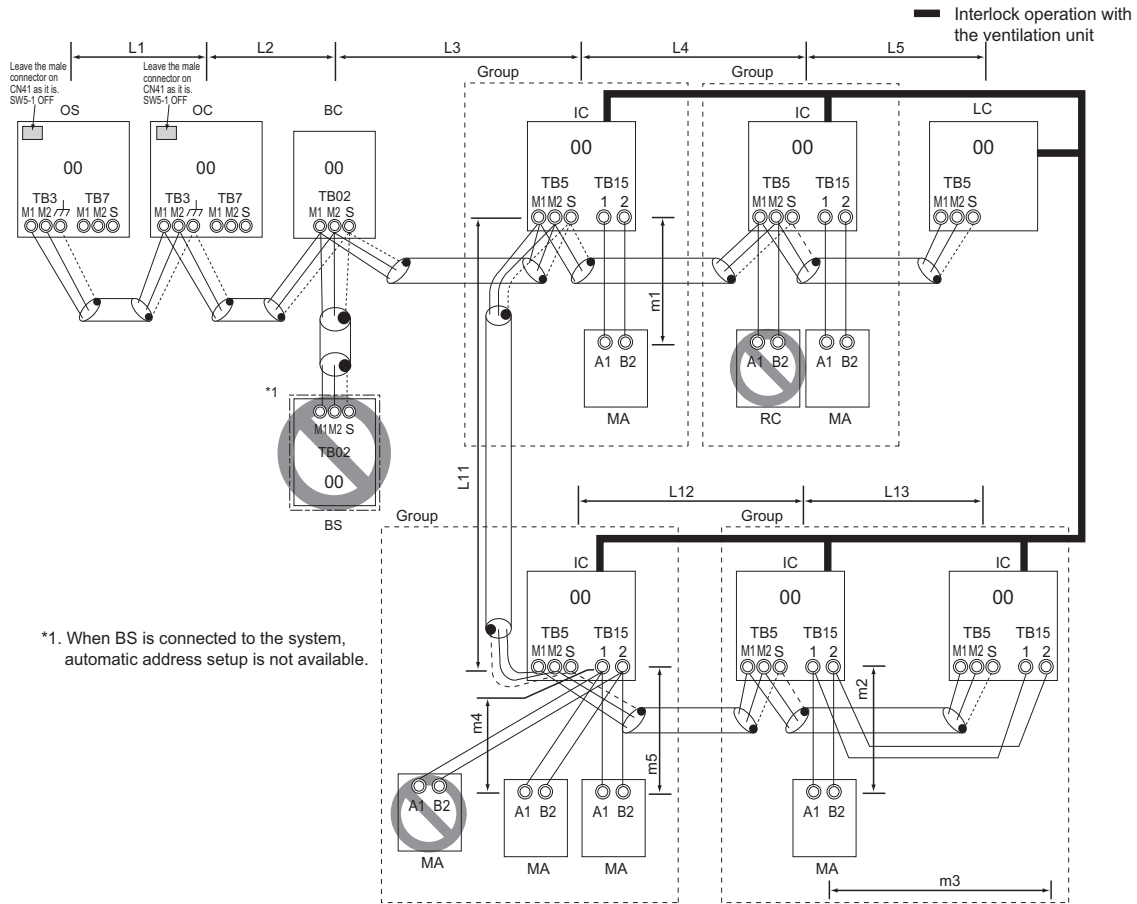 Interlock operation with
the ventilation unit
L1
L2
L3
L4
L5
Leave the male
connector on
CN41 as it is.
SW5-1 OFF
Leave the male
connector on
CN41 as it is.
SW5-1 OFF
Group
Group
OS
OC
BC
IC
IC
LC
00
00
00
00
00
00
TB3
TB7
TB3
TB7
TB02
TB5
TB15
TB5
TB15
TB5
M1 M2
M1 M2 S
M1 M2
M1 M2 S
M1 M2 S
M1 M2 S
1 2
M1 M2 S
1 2
M1 M2 S
m1
A1 B2
A1 B2
A1 B2
MA
RC
MA
*1
M1 M2 S
TB02
00
BS
L11
L12
L13
Group
Group
IC
IC
IC
00
00
00
*1. When BS is connected to the system,
automatic address setup is not available.
TB5
TB15
TB5
TB15
TB5
TB15
M1 M2 S
1 2
M1 M2 S
1 2
M1 M2 S
1 2
m4
m5
m2
A1 B2
A1 B2
A1 B2
A1 B2
MA
MA
MA
MA
m3